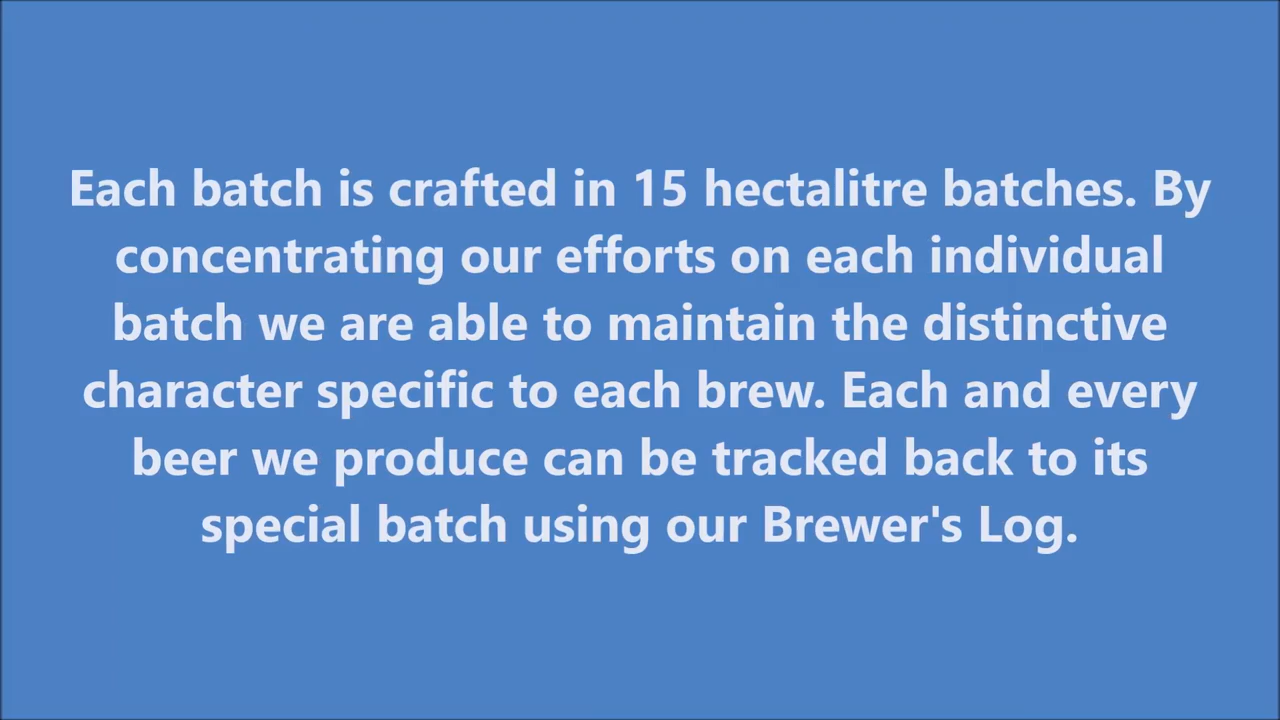 Each batch is crafted in 15 hectalitre batches. By
concentrating our efforts on each individual
batch we are able to maintain the distinctive
character specific to each brew. Each and every
beer we produce can be tracked back to its
special batch using our Brewer's Log.